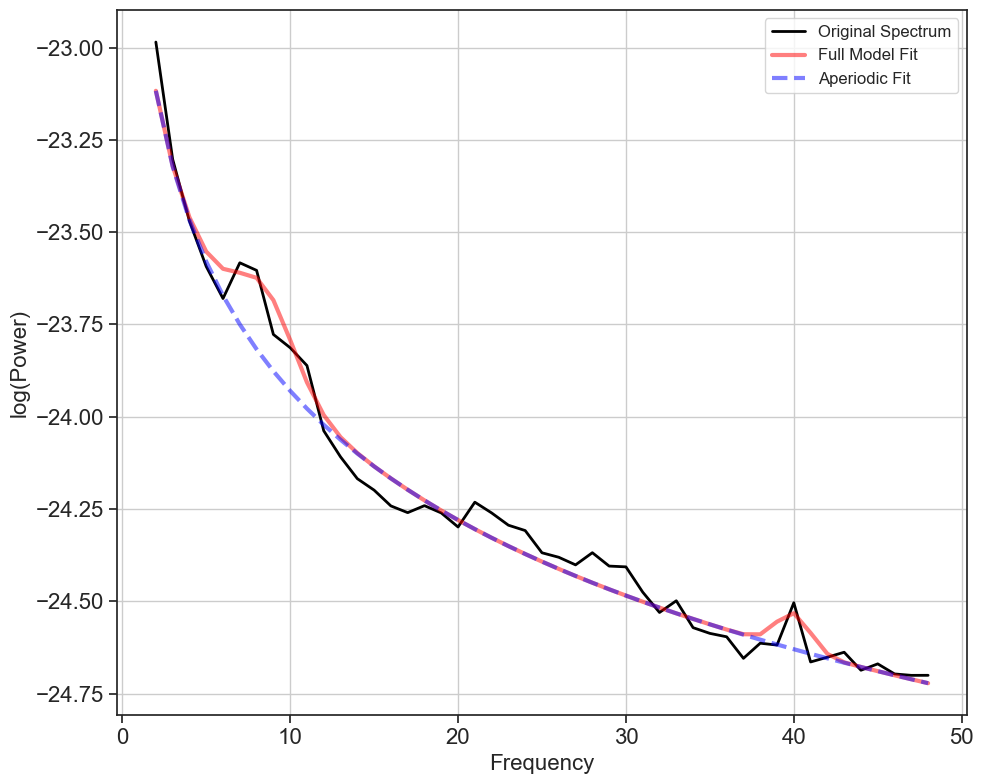 Original Spectrum
Full Model Fit
Aperiodic Fit
−23.00
−23.25
−23.50
−23.75
−24.00
−24.25
−24.50
−24.75
log(Power)
0 10 20 30 40 50
Frequency